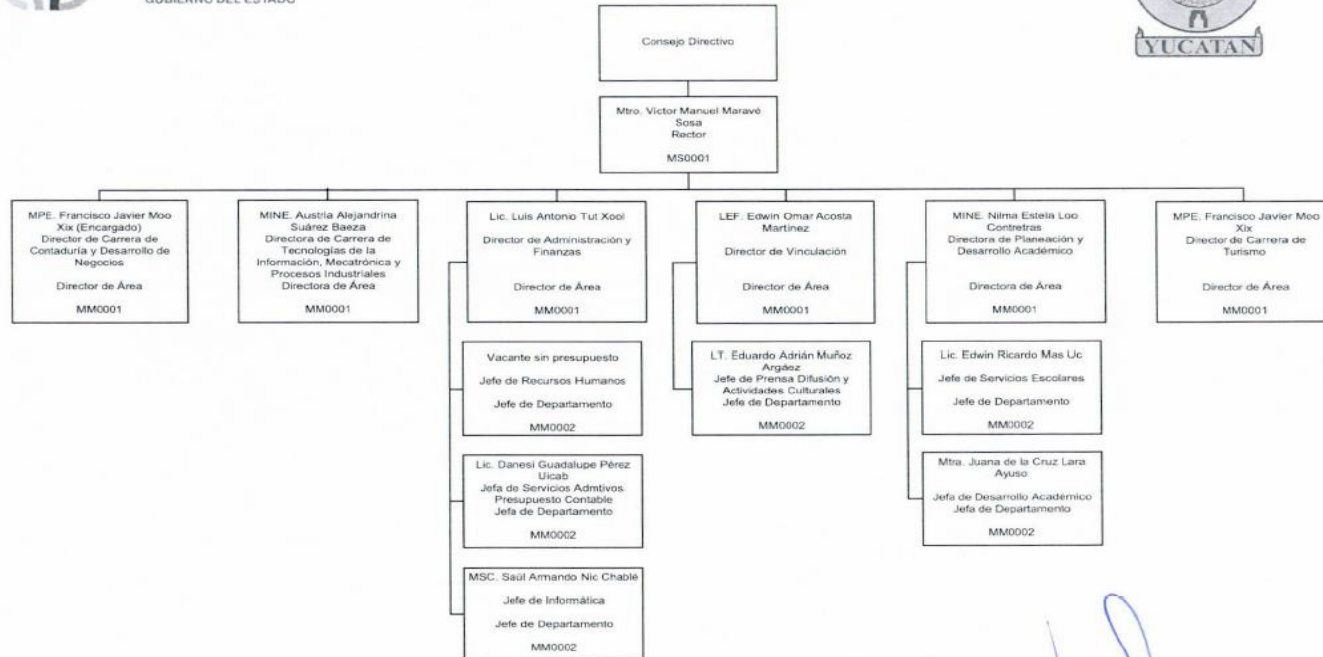 GOBIERNO DEL ESTADO
YUCATAN
Consejo Directivo
Mtro. Víctor Manuel Maravé
Sosa
Rector
MS0001
MPE. Francisco Javier Moo
Xix (Encargado)
Director de Carrera de
Contaduría y Desarrollo de
Negocios
Director de Área
MM0001
MINE. Austria Alejandrina
Suárez Baeza
Directora de Carrera de
Tecnologías de la
Información, Mecatrónica y
Procesos Industriales
Directora de Área
MM0001
Lic. Luis Antonio Tut Xool
Director de Administración y
Finanzas
Director de Área
MM0001
LEF. Edwin Omar Acosta
Martínez
Director de Vinculación
Director de Área
MM0001
MINE. Nilma Estela Loo
Contretras
Directora de Planeación y
Desarrollo Académico
Directora de Área
MM0001
MPE. Francisco Javier Moo
Xix
Director de Carrera de
Turismo
Director de Área
MM0001
Vacante sin presupuesto
Jefe de Recursos Humanos
Jefe de Departamento
MM0002
LT. Eduardo Adrián Muñoz
Argáez
Jefe de Prensa Difusión y
Actividades Culturales
Jefe de Departamento
MM0002
Lic. Edwin Ricardo Mas Uc
Jefe de Servicios Escolares
Jefe de Departamento
MM0002
Lic. Danesi Guadalupe Pérez
Uicab
Jefa de Servicios Admtivos
Presupuesto Contable
Jefa de Departamento
MM0002
Mtra. Juana de la Cruz Lara
Ayuso
Jefa de Desarrollo Académico
Jefa de Departamento
MM0002
MSC. Saúl Armando Nic Chablé
Jefe de Informática
Jefe de Departamento
MM0002